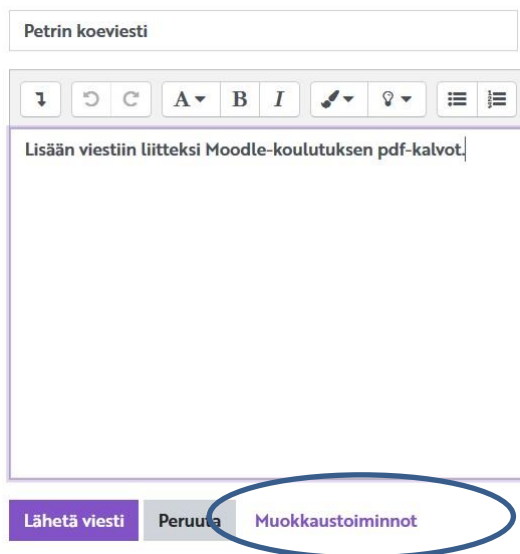 Petrin koeviesti
A B I
Lisään viestiin liitteksi Moodle-koulutuksen pdf-kalvot.
Lähetä viesti Peruuta Muokkaustoiminnot